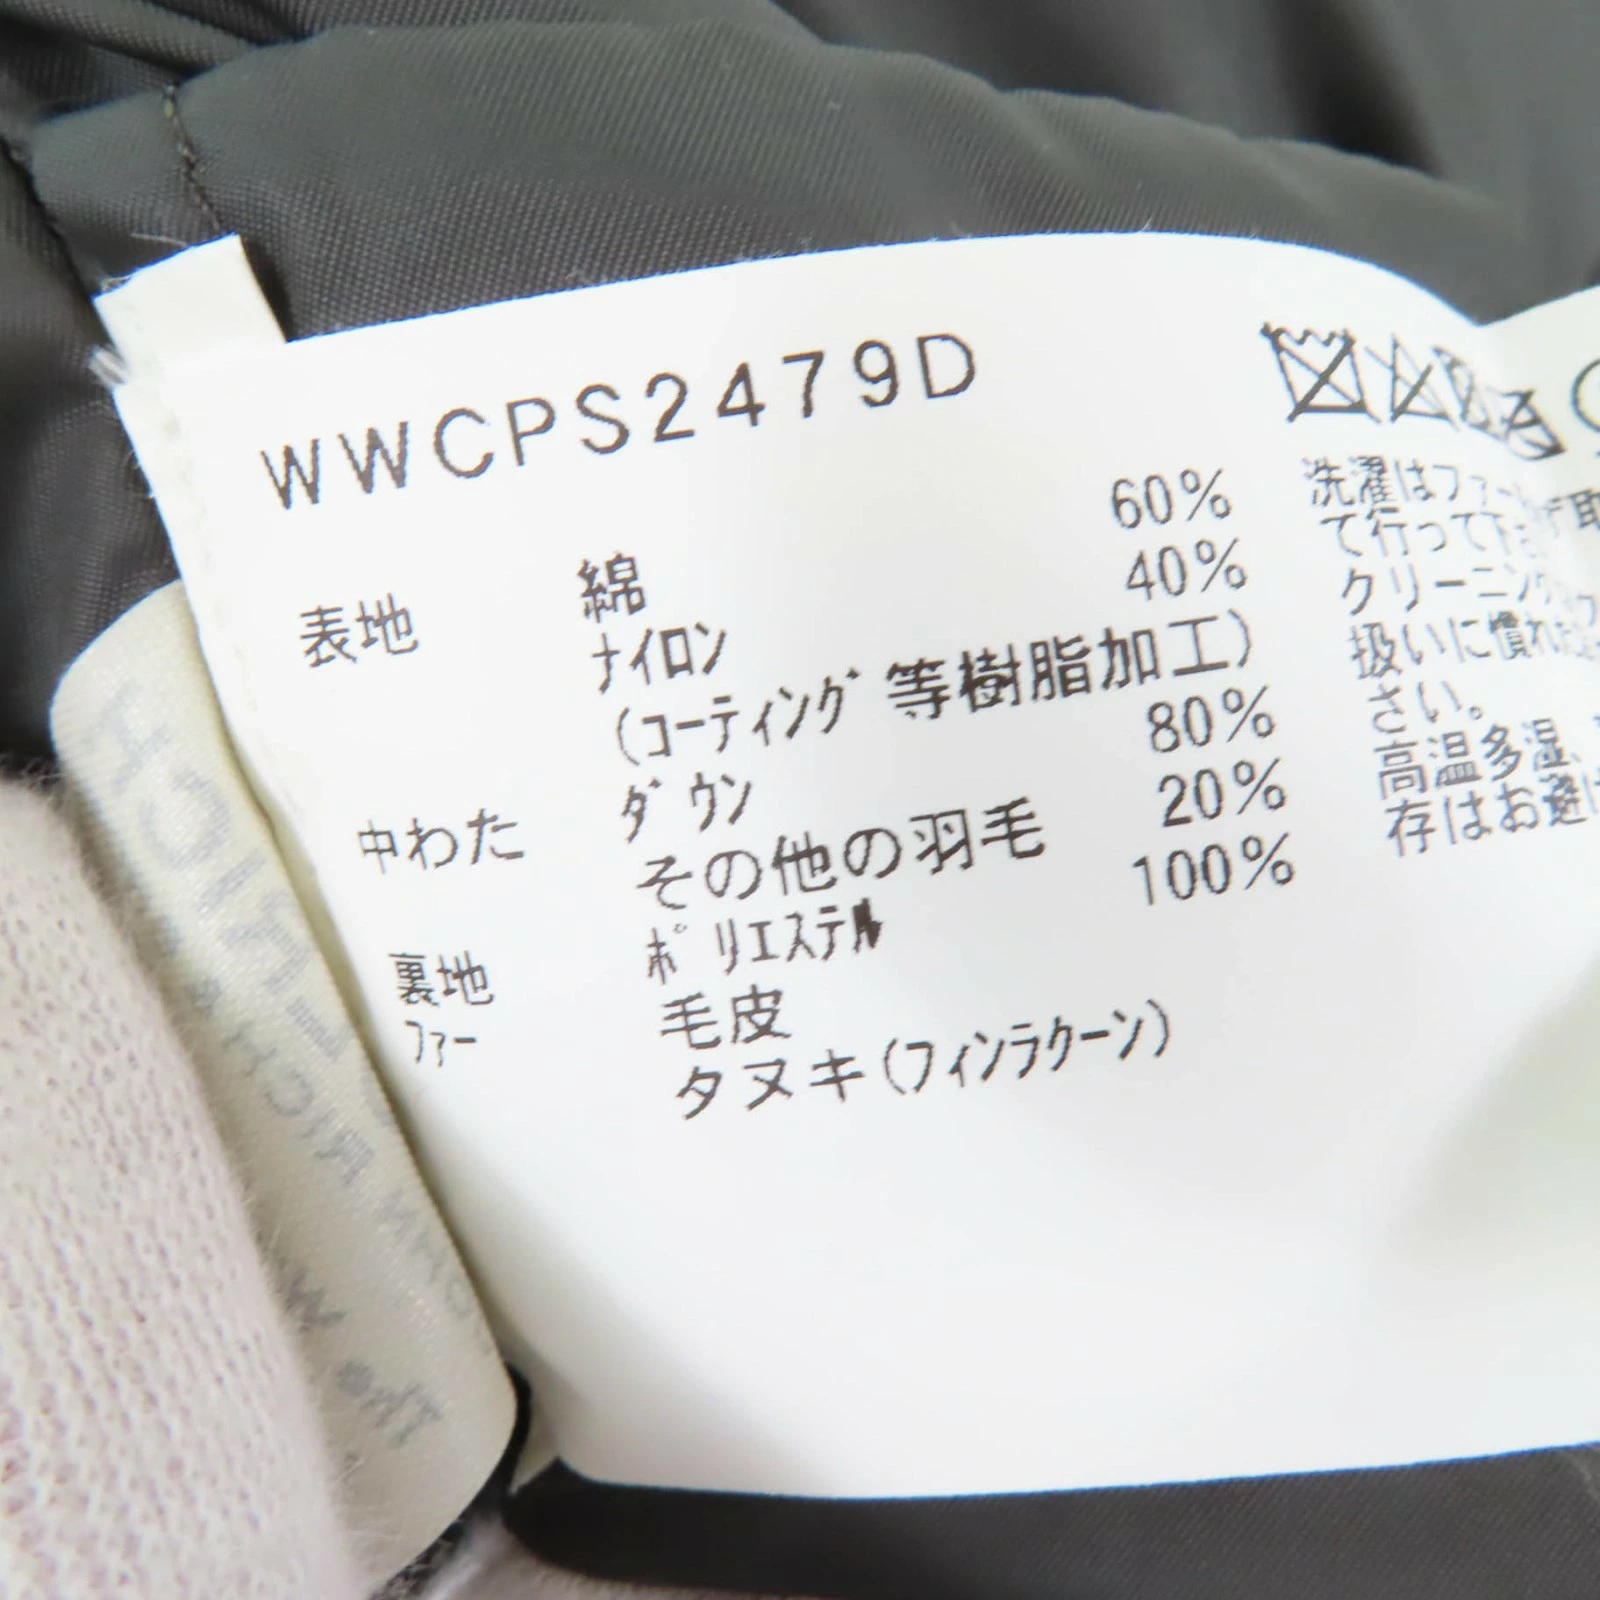 WWCPS2479D
表地 綿 60%
ナイロン 40%
(コーティング等樹脂加工)
中わた ダウン 80%
その他の羽毛 20%
裏地 ポリエステル 100%
ファー 毛皮
タヌキ(フィンラクーン)
洗濯はファー
て行って下さ
クリーニング
扱いに慣れた
さい。
高温多湿、
存はお避け